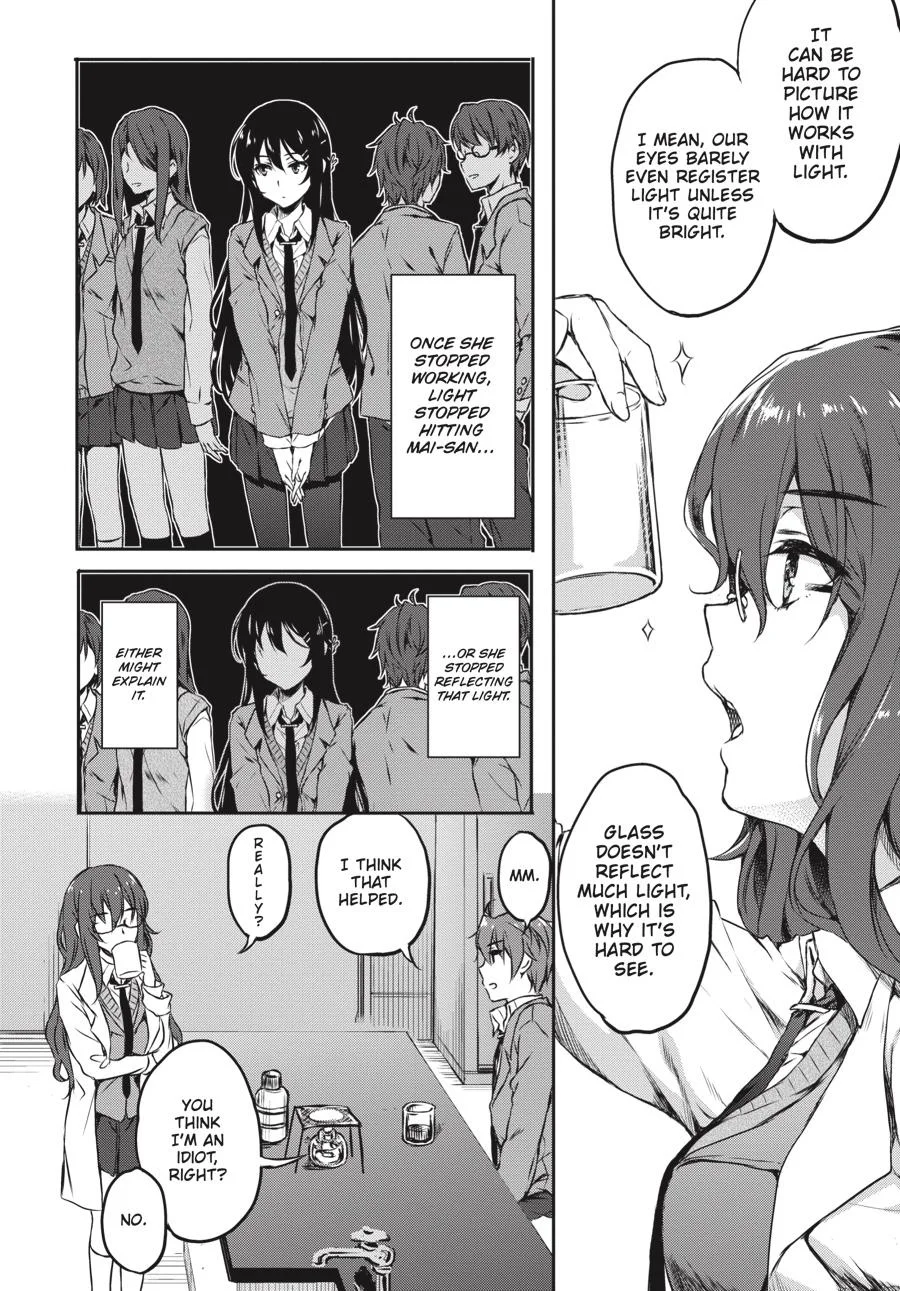 IT
CAN BE
HARD TO
PICTURE
HOW IT
WORKS
WITH
LIGHT.
I MEAN, OUR
EYES BARELY
EVEN REGISTER
LIGHT UNLESS
IT'S QUITE
BRIGHT.
GLASS
DOESN'T
REFLECT
MUCH LIGHT,
WHICH IS
WHY IT'S
HARD TO
SEE.
ONCE SHE
STOPPED
WORKING,
LIGHT
STOPPED
HITTING
MAI-SAN...
...OR SHE
STOPPED
REFLECTING
THAT LIGHT.
EITHER
MIGHT
EXPLAIN
IT.
MM.
I THINK
THAT
HELPED.
REALLY?
YOU
THINK
I'M AN
IDIOT,
RIGHT?
NO.